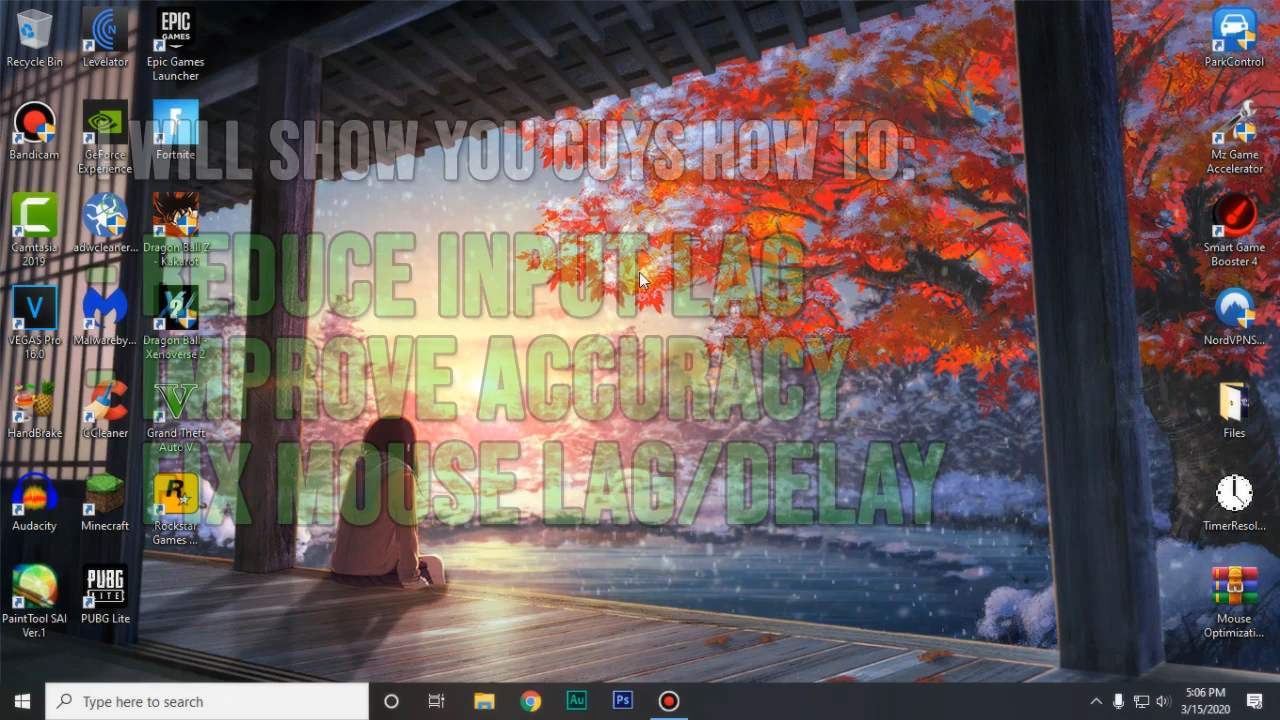 Recycle Bin
Levelator
EPIC
GAMES
Epic Games
Launcher
Bandicam
GeForce
Experience
Fortnite
Camtasia
2019
adwcleaner...
Dragon Ball Z
- Kakarot
VEGAS Pro
16.0
Malwareby...
Dragon Ball -
Xenoverse 2
HandBrake
CCleaner
Grand Theft
Auto V
Audacity
Minecraft
Rockstar
Games ...
PaintTool SAI
Ver.1
PUBG
LITE
PUBG Lite
WILL SHOW YOU GUYS HOW TO:
- REDUCE INPUT LAG
- IMPROVE ACCURACY
- FIX MOUSE LAG/DELAY
ParkControl
Mz Game
Accelerator
Smart Game
Booster 4
NordVPNS...
Files
TimerResol...
Mouse
Optimizati...
Type here to search
Au
Ps
5:06 PM
3/15/2020